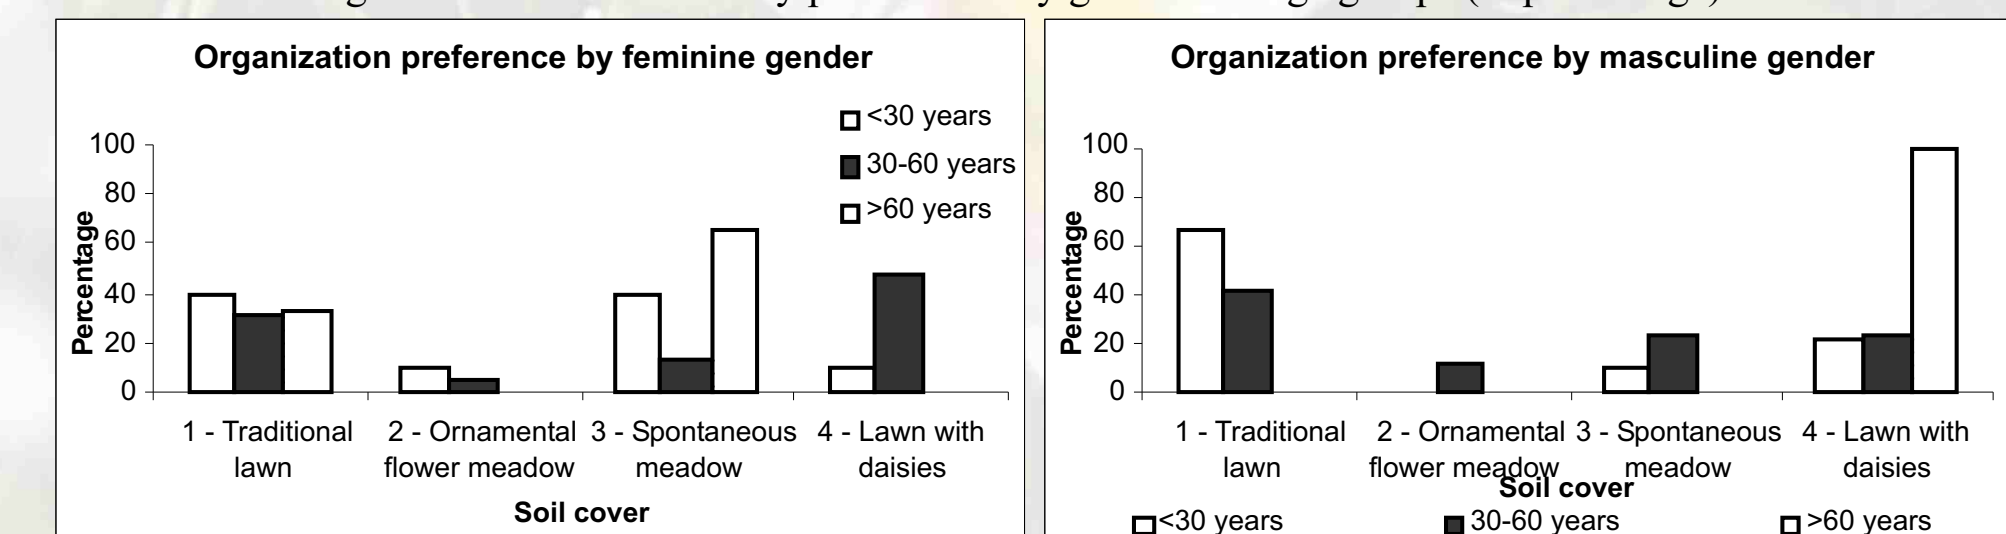 Organization preference by feminine gender
<30 years
30-60 years
>60 years
100
80
60
40
20
0
Percentage
1 - Traditional lawn
2 - Ornamental flower meadow
3 - Spontaneous meadow
4 - Lawn with daisies
Soil cover
Organization preference by masculine gender
100
80
60
40
20
0
Percentage
1 - Traditional lawn
2 - Ornamental flower meadow
3 - Spontaneous meadow
4 - Lawn with daisies
Soil cover
<30 years
30-60 years
>60 years